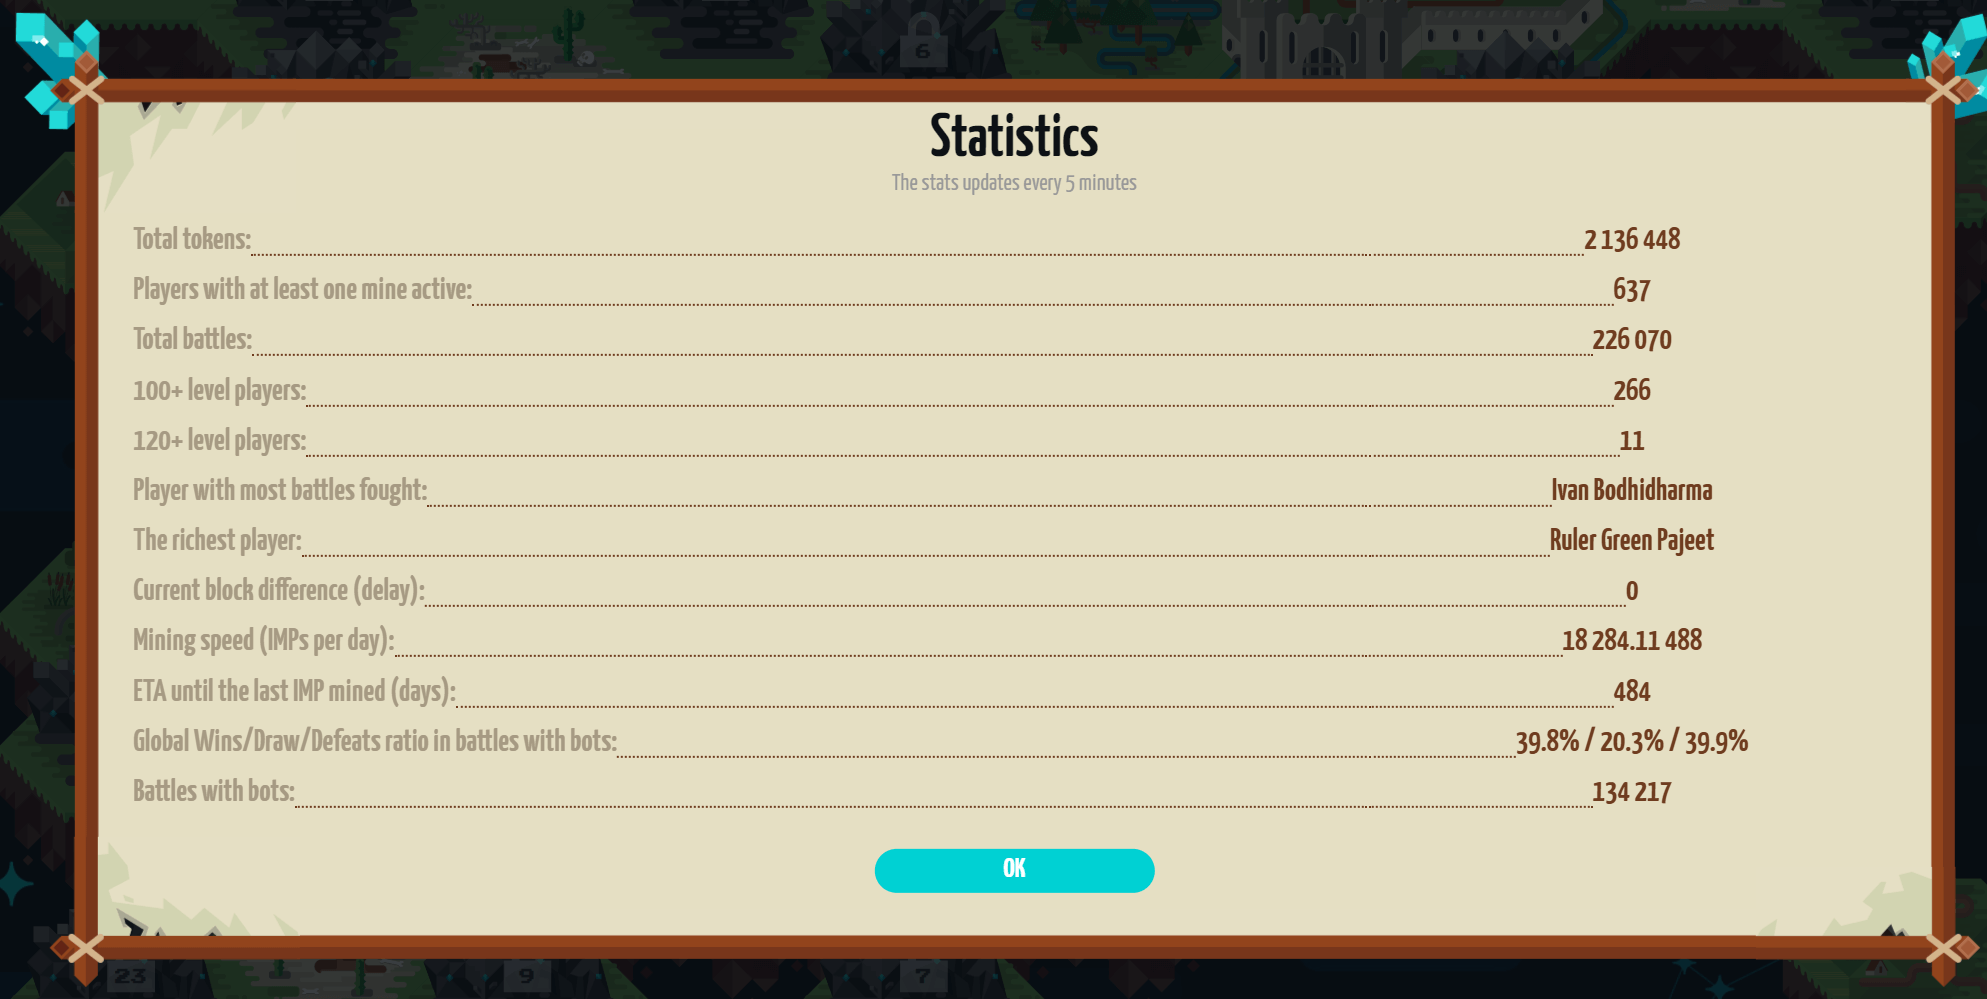 6
Statistics
The stats updates every 5 minutes
Total tokens: 2 136 448
Players with at least one mine active: 637
Total battles: 226 070
100+ level players: 266
120+ level players: 11
Player with most battles fought: Ivan Bodhidharma
The richest player: Ruler Green Pajeet
Current block difference (delay): 0
Mining speed (IMPs per day): 18 284.11 488
ETA until the last IMP mined (days): 484
Global Wins/Draw/Defeats ratio in battles with bots: 39.8% / 20.3% / 39.9%
Battles with bots: 134 217
OK
23 9 7